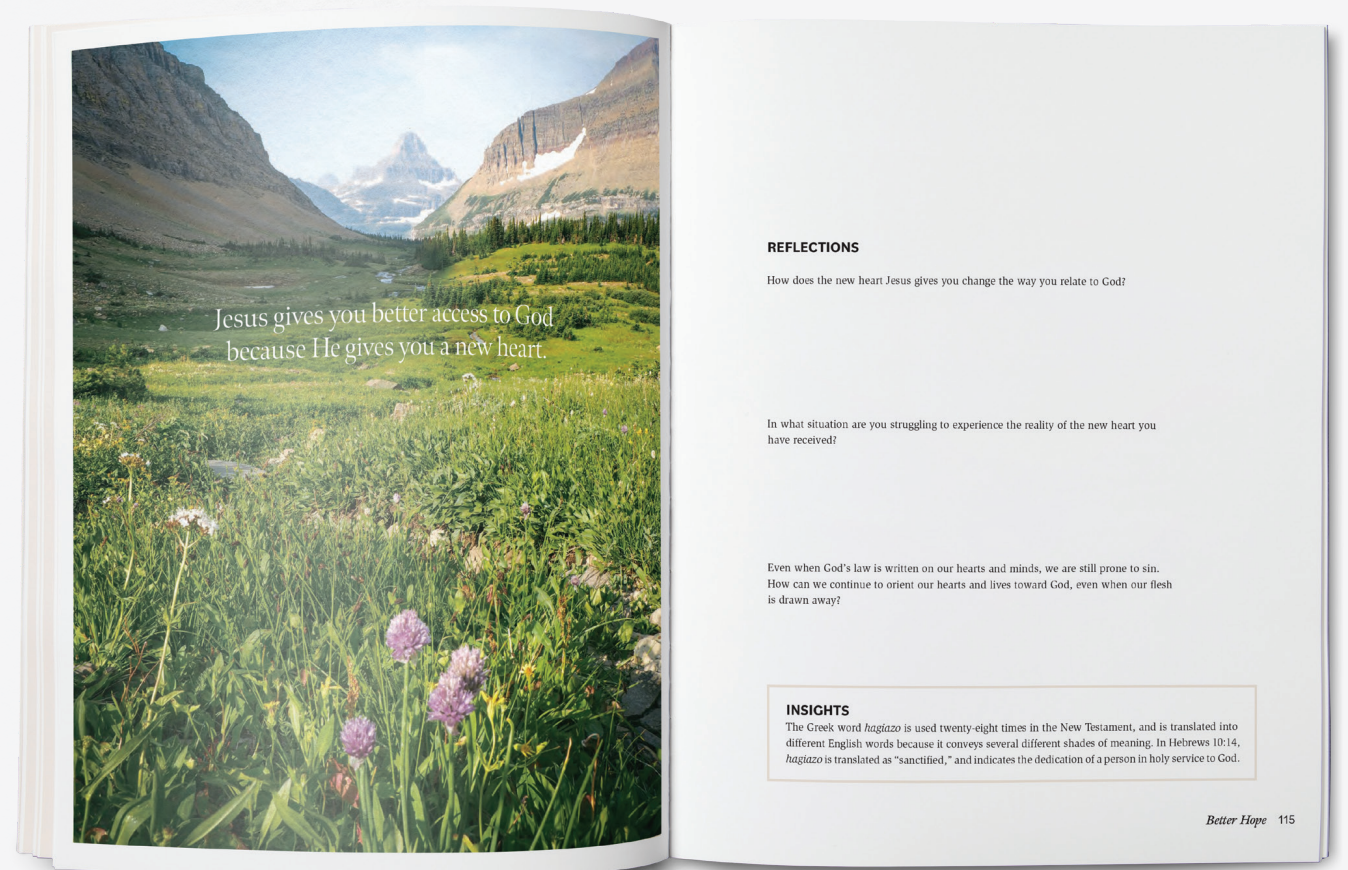 Jesus gives you better access to God
because He gives you a new heart.
REFLECTIONS
How does the new heart Jesus gives you change the way you relate to God?
In what situation are you struggling to experience the reality of the new heart you
have received?
Even when God’s law is written on our hearts and minds, we are still prone to sin.
How can we continue to orient our hearts and lives toward God, even when our flesh
is drawn away?
INSIGHTS
The Greek word hagiazo is used twenty-eight times in the New Testament, and is translated into
different English words because it conveys several different shades of meaning. In Hebrews 10:14,
hagiazo is translated as “sanctified,” and indicates the dedication of a person in holy service to God.
Better Hope 115